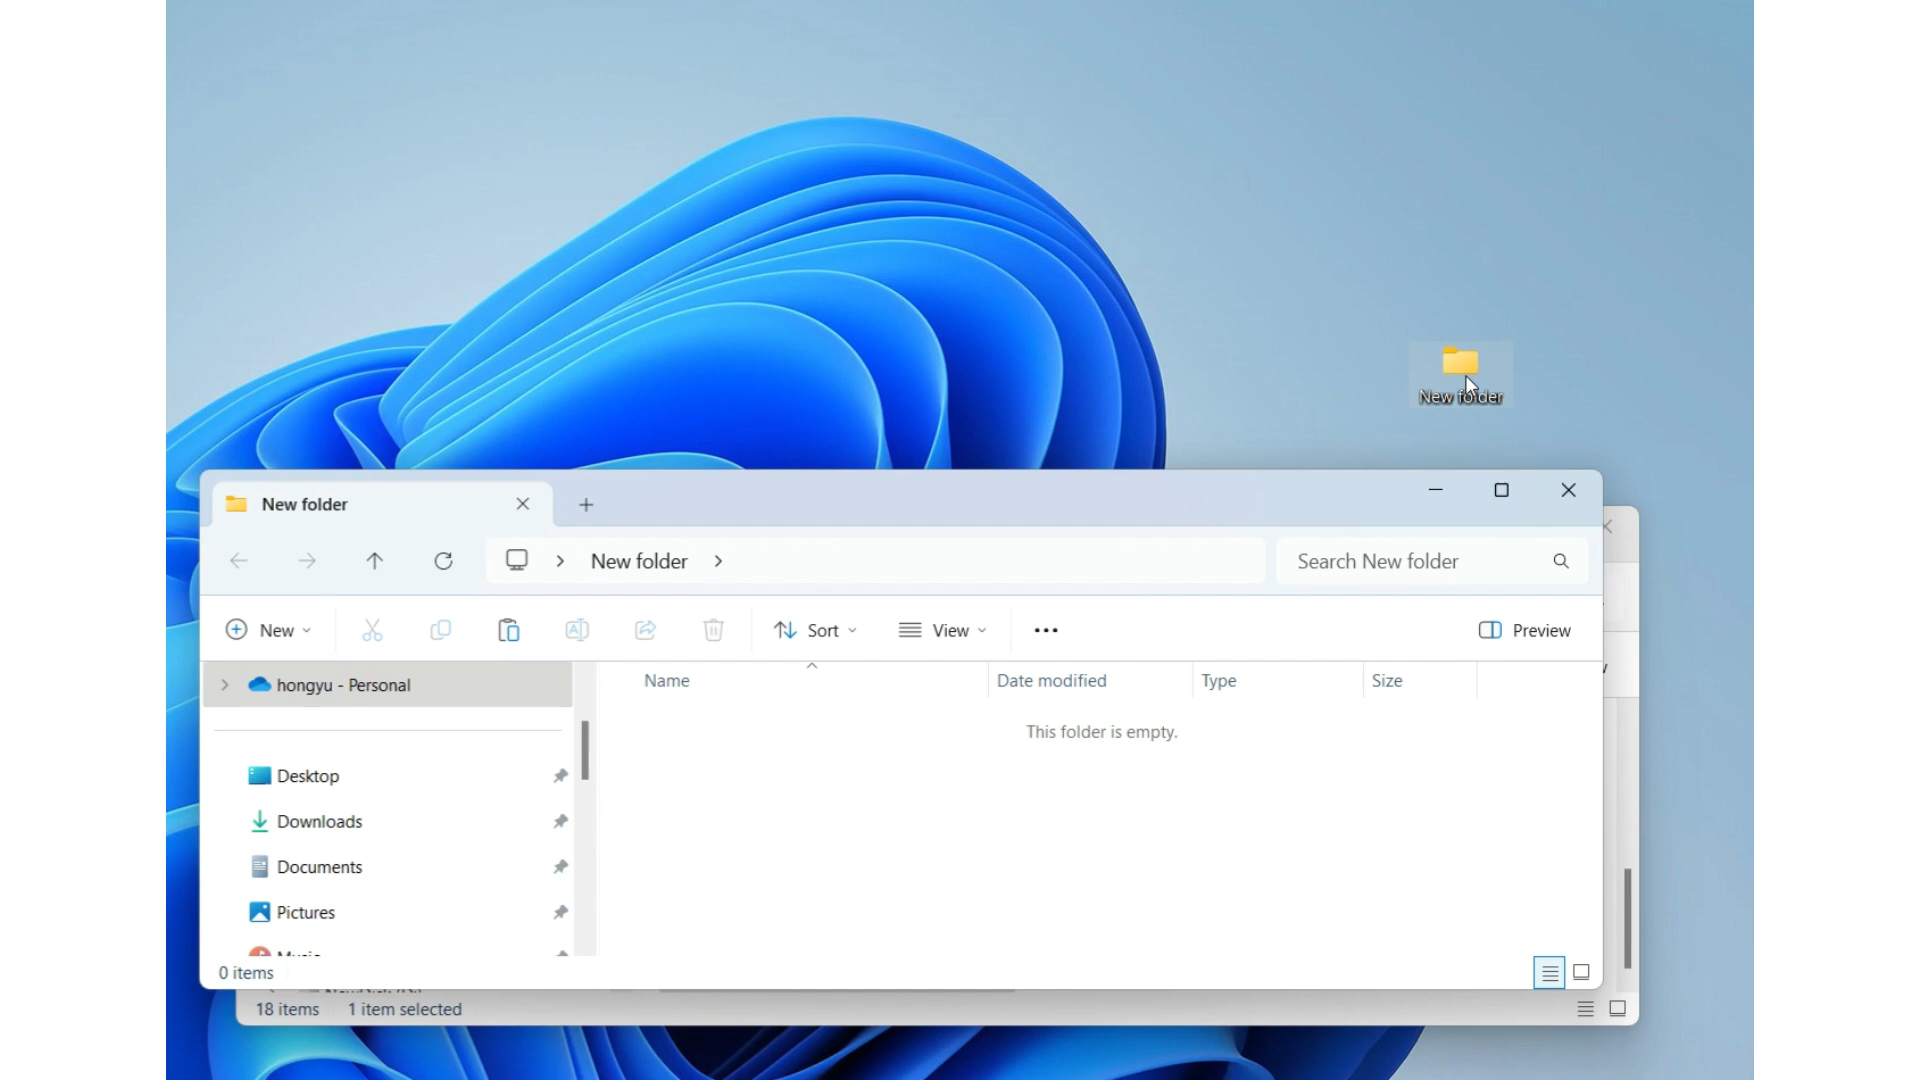 New folder
New folder
New folder
Search New folder
New
Sort
View
Preview
hongyu - Personal
Name
Date modified
Type
Size
This folder is empty.
Desktop
Downloads
Documents
Pictures
Music
0 items
18 items 1 item selected